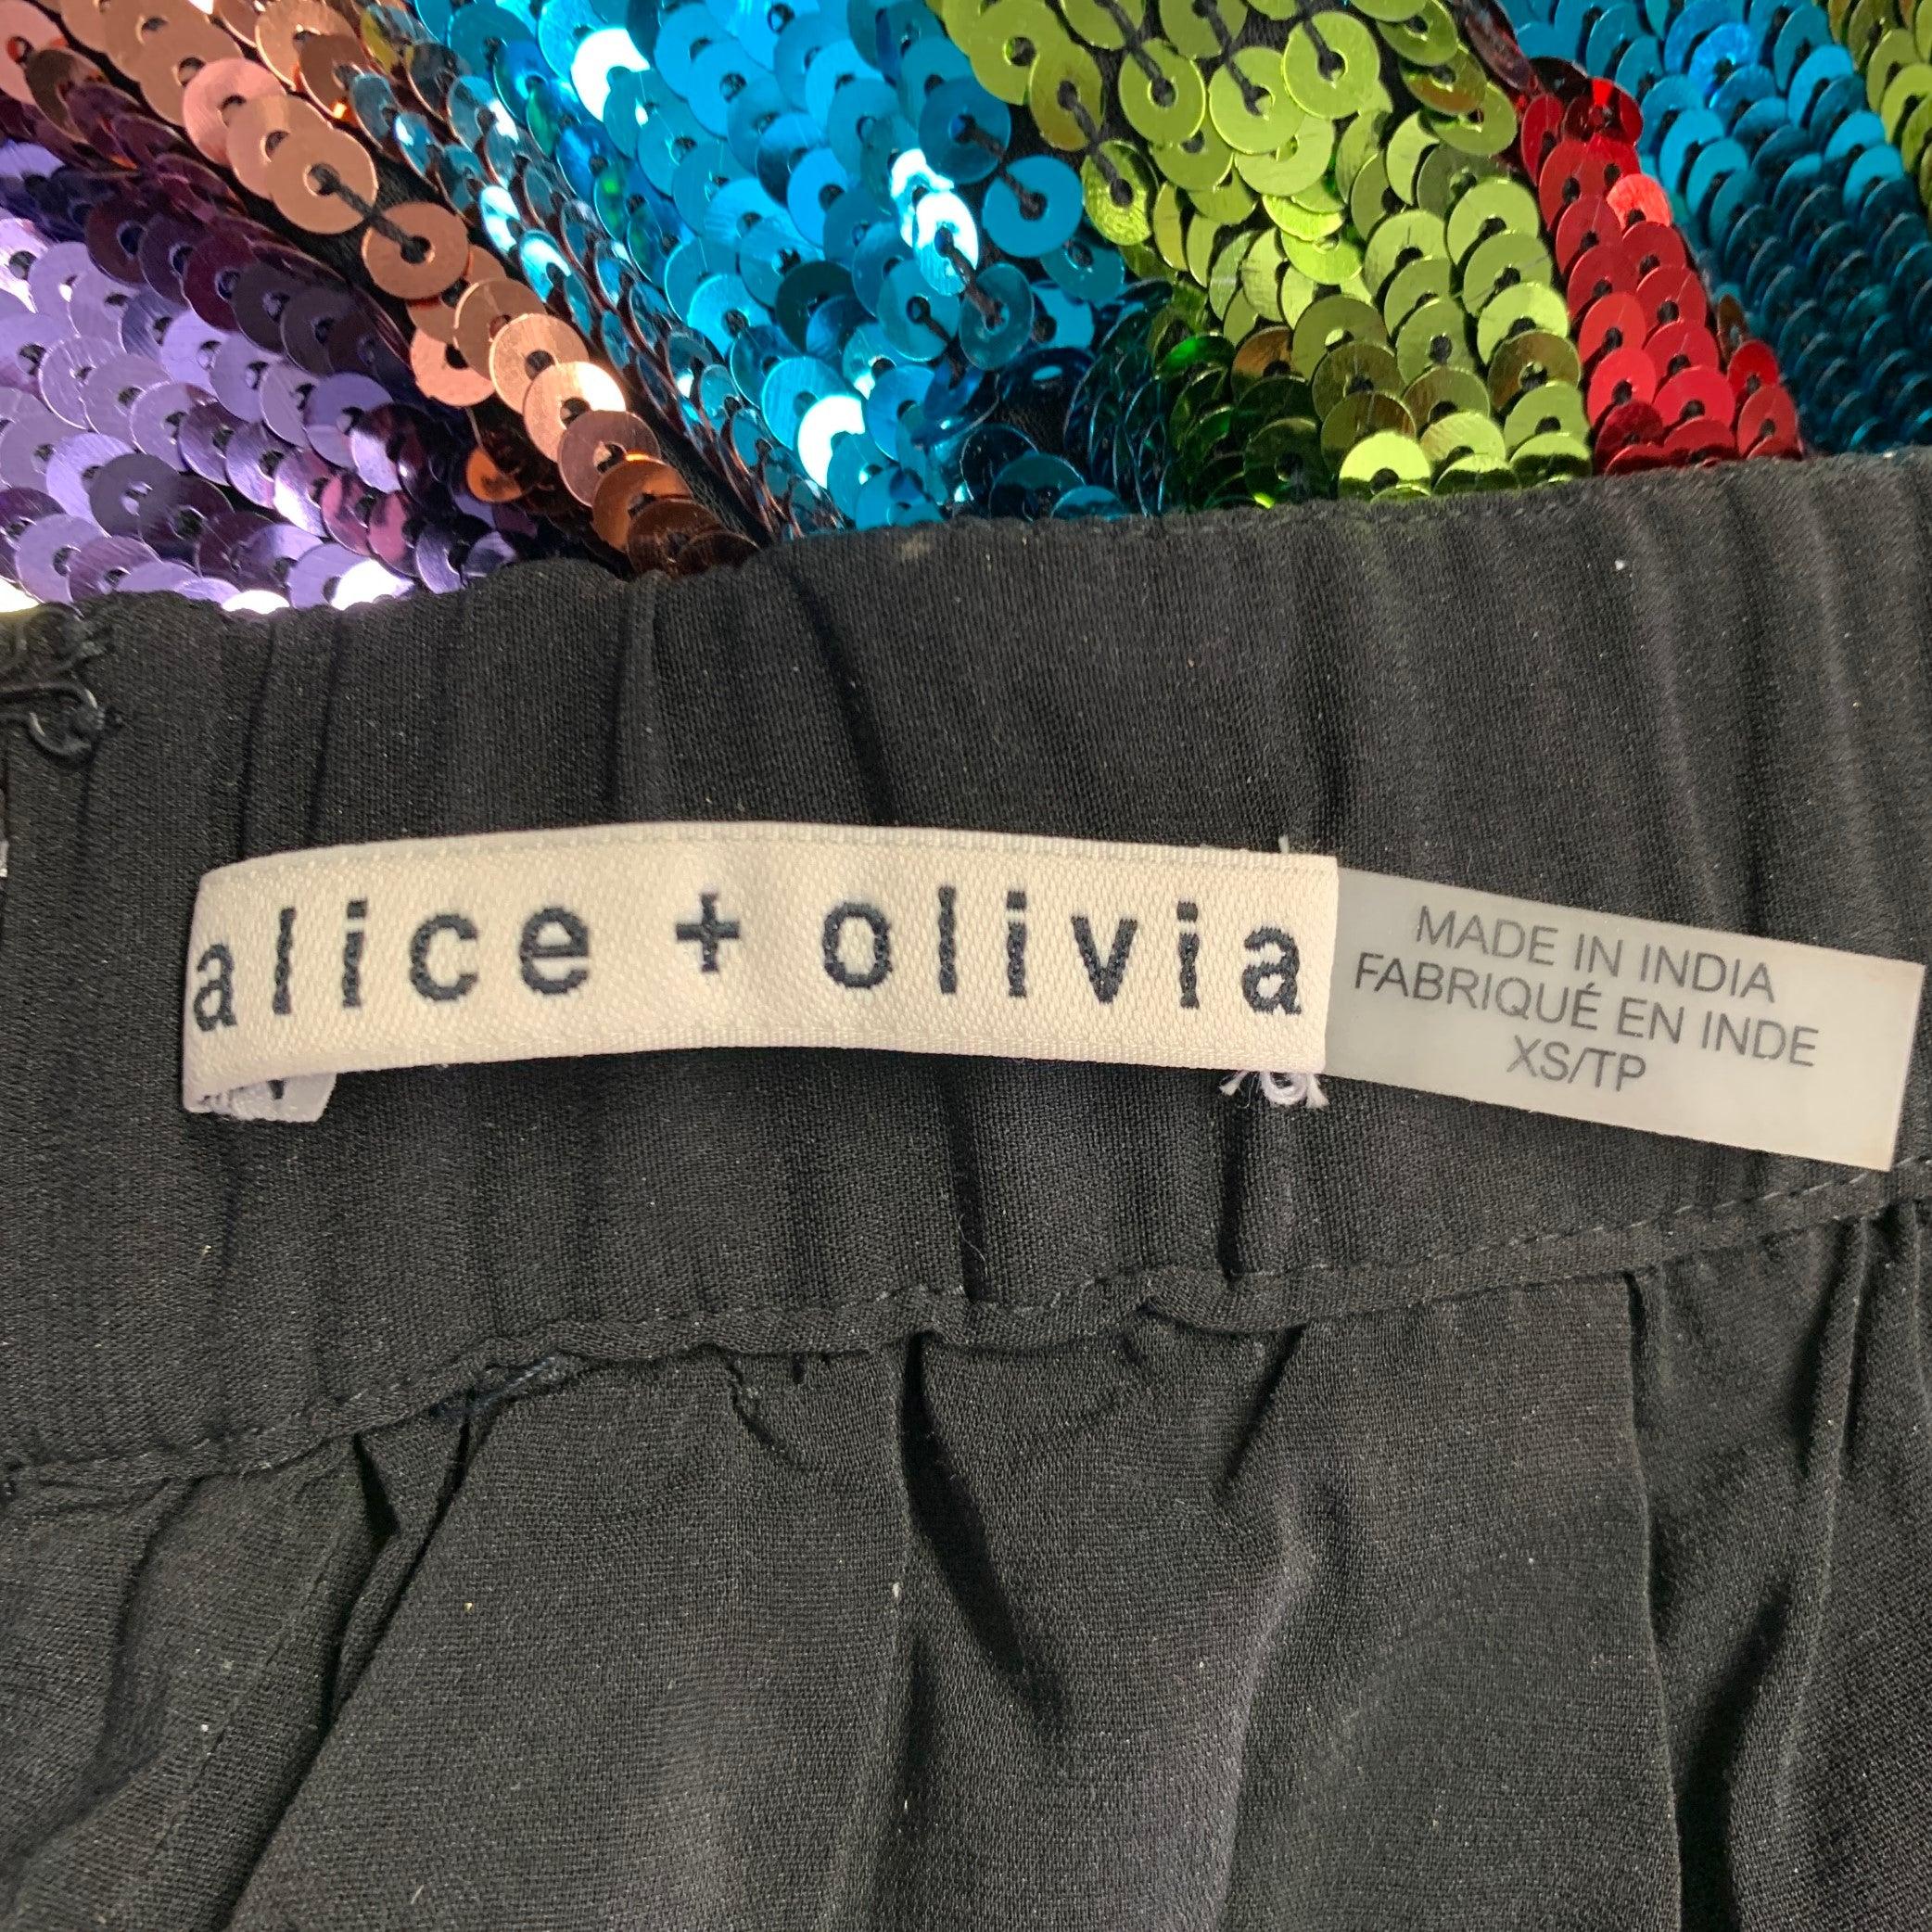 alice + olivia
MADE IN INDIA
FABRIQUÉ EN INDE
XS/TP